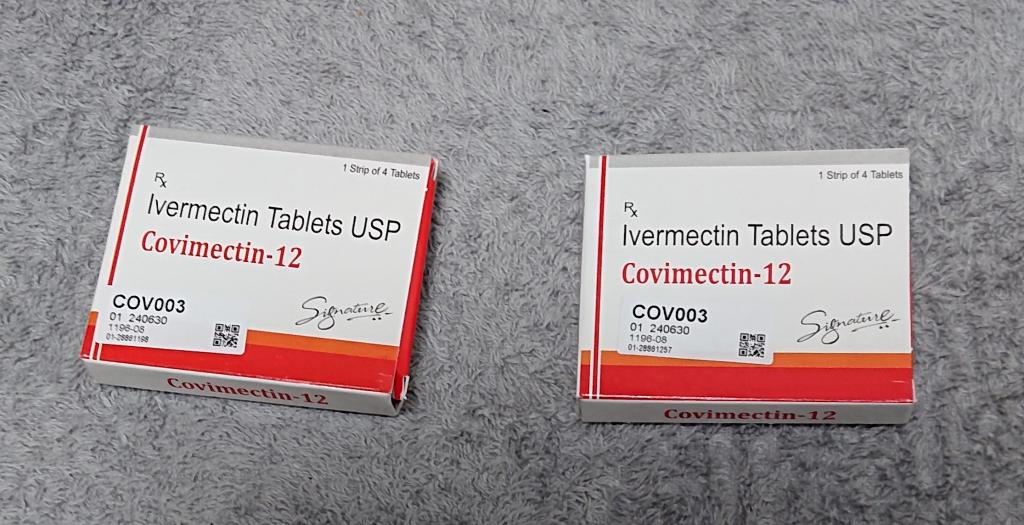 1 Strip of 4 Tablets
Rx
Ivermectin Tablets USP
Covimectin-12
COV003
01 240630
1196-08
01-28861198
Signature
Covimectin-12
1 Strip of 4 Tablets
Rx
Ivermectin Tablets USP
Covimectin-12
COV003
01 240630
1196-08
01-28861257
Signature
Covimectin-12